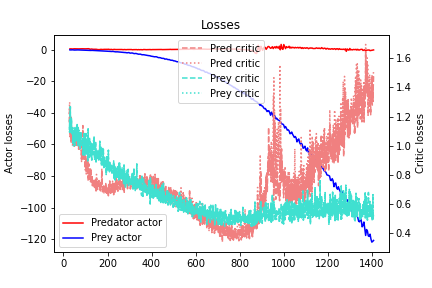 Losses
Pred critic
Pred critic
Prey critic
Prey critic
Predator actor
Prey actor
Actor losses
0
−20
−40
−60
−80
−100
−120
Critic losses
1.6
1.4
1.2
1.0
0.8
0.6
0.4
0 200 400 600 800 1000 1200 1400